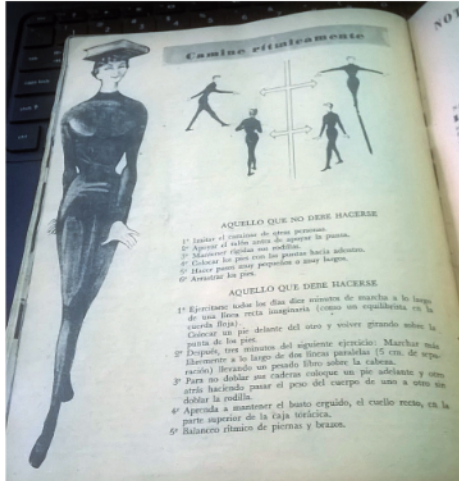 NO
Camine rítmicamente
AQUELLO QUE NO DEBE HACERSE
1º Imitar el caminar de otras personas.
2º Apoyar el talón antes de apoyar la punta.
3º Mantener rígidas sus rodillas.
4º Colocar los pies con las puntas hacia adentro.
5º Hacer pasos muy pequeños o muy largos.
6º Arrastrar los pies.
AQUELLO QUE DEBE HACERSE
1º Ejercítese todos los días diez minutos de marcha a lo largo
de una línea recta imaginaria (como un equilibrista en la
cuerda floja).
Colocar un pie delante del otro y volver girando sobre la
punta de los pies.
2º Después, tres minutos del siguiente ejercicio: Marchar más
libremente a lo largo de dos líneas paralelas (5 cm. de sepa-
ración) llevando un pesado libro sobre la cabeza.
3º Para no doblar sus caderas coloque un pie adelante y otro
atrás haciendo pasar el peso del cuerpo de uno a otro sin
doblar la rodilla.
4º Aprenda a mantener el busto erguido, el cuello recto, en la
parte superior de la caja torácica.
5º Balanceo rítmico de piernas y brazos.